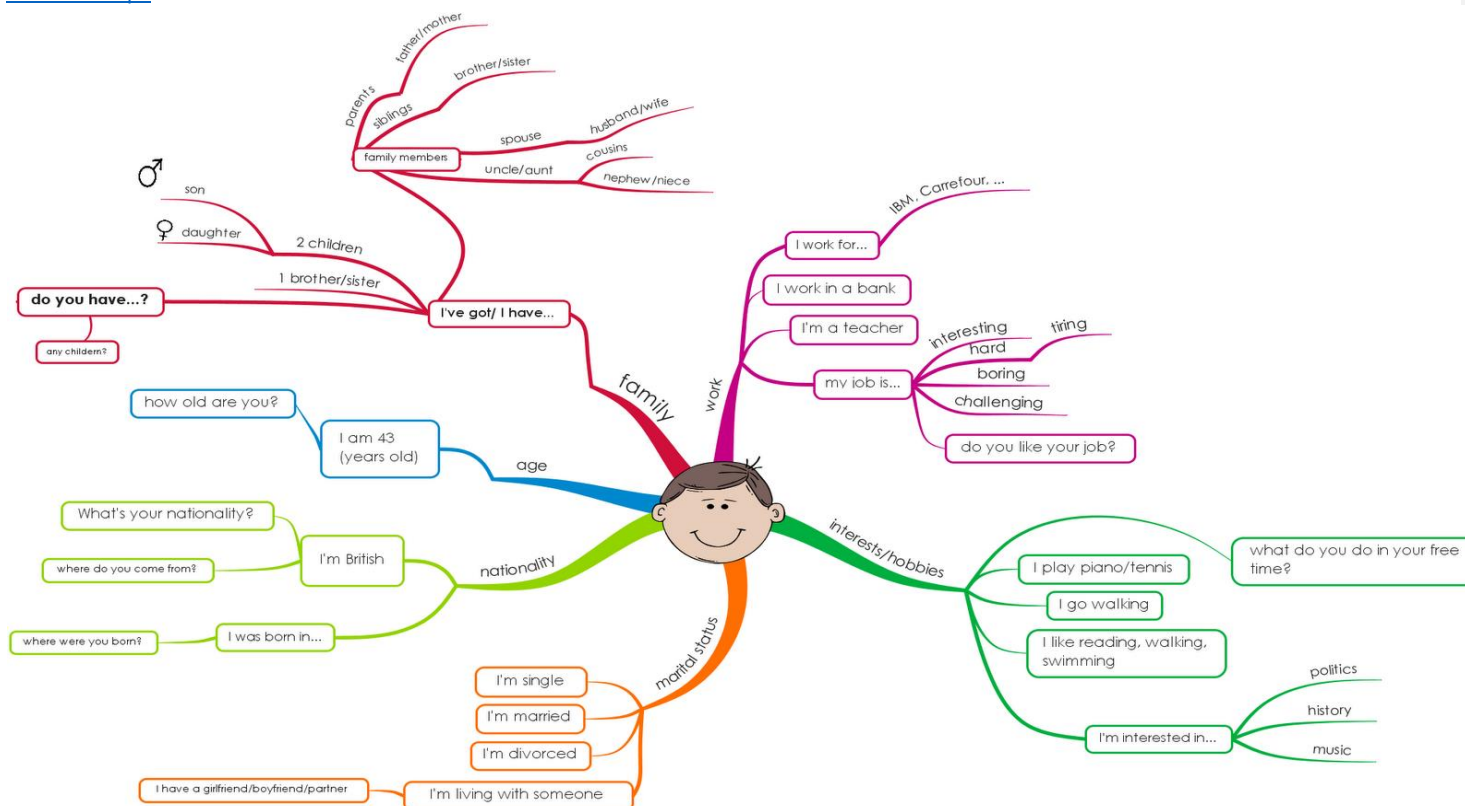 father/mother
parents
brother/sister
siblings
husband/wife
spouse
family members
cousins
uncle/aunt
nephew/niece
son
daughter
2 children
1 brother/sister
do you have...?
any childern?
I've got/ I have...
family
IBM, Carrefour, ...
I work for...
I work in a bank
I'm a teacher
interesting
tiring
hard
boring
my job is...
challenging
do you like your job?
work
how old are you?
I am 43
(years old)
age
What's your nationality?
where do you come from?
I'm British
nationality
where were you born?
I was born in...
interests/hobbies
what do you do in your free
time?
I play piano/tennis
I go walking
I like reading, walking,
swimming
politics
history
I'm interested in...
music
marital status
I'm single
I'm married
I'm divorced
I have a girlfriend/boyfriend/partner
I'm living with someone